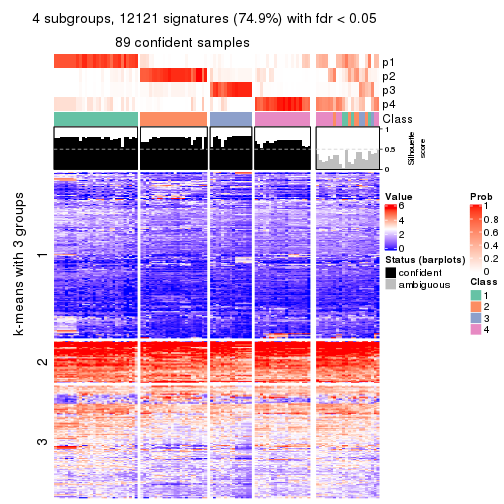 4 subgroups, 12121 signatures (74.9%) with fdr < 0.05
89 confident samples
p1
p2
p3
p4
Class
1
0.5
0
Silhouette
score
k-means with 3 groups
1
2
3
Value
6
4
2
0
Status (barplots)
confident
ambiguous
Prob
1
0.8
0.6
0.4
0.2
0
Class
1
2
3
4